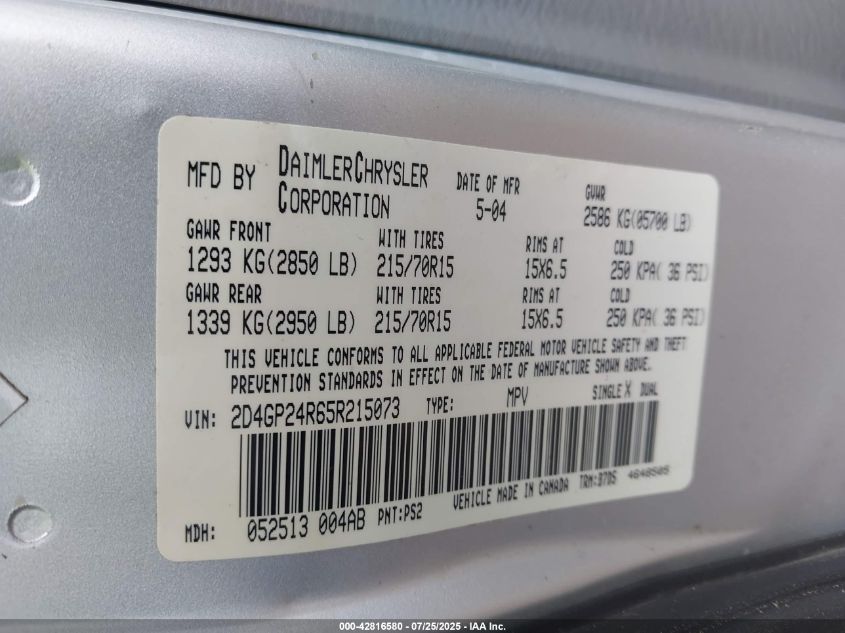 MFD BY DAIMLERCHRYSLER CORPORATION DATE OF MFR 5-04 GVWR 2586 KG(05700 LB)
GAWR FRONT WITH TIRES RIMS AT COLD
1293 KG(2850 LB) 215/70R15 15X6.5 250 KPA( 36 PSI)
GAWR REAR WITH TIRES RIMS AT COLD
1339 KG(2950 LB) 215/70R15 15X6.5 250 KPA( 36 PSI)
THIS VEHICLE CONFORMS TO ALL APPLICABLE FEDERAL MOTOR VEHICLE SAFETY AND THEFT
PREVENTION STANDARDS IN EFFECT ON THE DATE OF MANUFACTURE SHOWN ABOVE.
VIN: 2D4GP24R65R215073 TYPE: MPV SINGLE X DUAL
MDH: 052513 004AB PNT:PS2 VEHICLE MADE IN CANADA TRM:B7D5 4648505
000-42816580 - 07/25/2025 - IAA Inc.